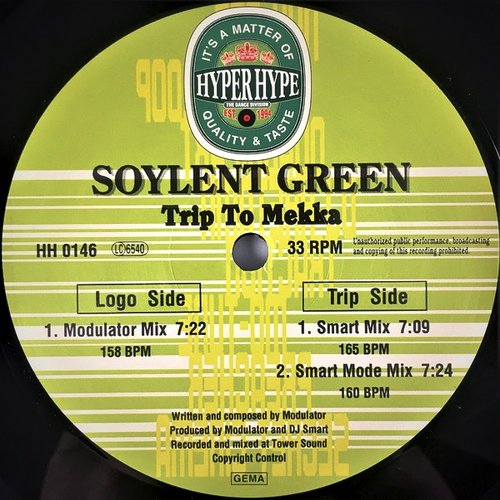 IT'S A MATTER OF
HYPER HYPE
THE DANCE DIVISION
EST. 1994
QUALITY & TASTE
SOYLENT GREEN
Trip To Mekka
HH 0146 LC 6540 33 RPM Unauthorized public performance, broadcasting
and copying of this recording prohibited.
Logo Side Trip Side
1. Modulator Mix 7:22 1. Smart Mix 7:09
158 BPM 165 BPM
2. Smart Mode Mix 7:24
160 BPM
Written and composed by Modulator
Produced by Modulator and DJ Smart
Recorded and mixed at Tower Sound
Copyright Control
GEMA